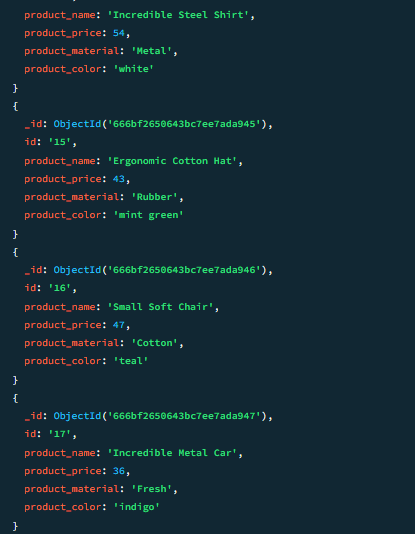 product_name: 'Incredible Steel Shirt',
product_price: 54,
product_material: 'Metal',
product_color: 'white'
}
{
_id: ObjectId('666bf2650643bc7ee7ada945'),
id: '15',
product_name: 'Ergonomic Cotton Hat',
product_price: 43,
product_material: 'Rubber',
product_color: 'mint green'
}
{
_id: ObjectId('666bf2650643bc7ee7ada946'),
id: '16',
product_name: 'Small Soft Chair',
product_price: 47,
product_material: 'Cotton',
product_color: 'teal'
}
{
_id: ObjectId('666bf2650643bc7ee7ada947'),
id: '17',
product_name: 'Incredible Metal Car',
product_price: 36,
product_material: 'Fresh',
product_color: 'indigo'
}